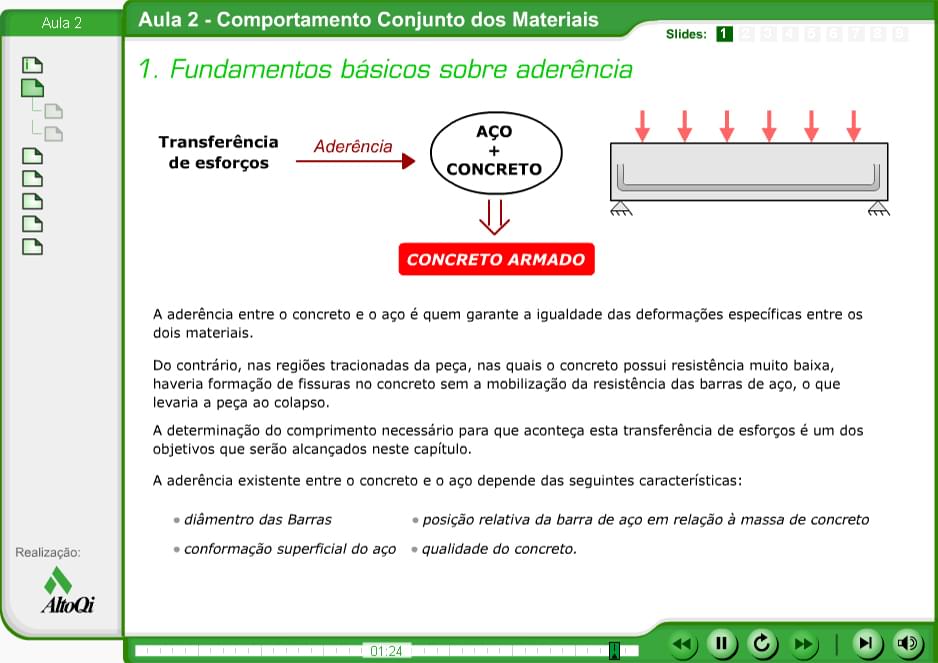 Aula 2
Aula 2 - Comportamento Conjunto dos Materiais
Slides: 1 2 3 4 5 6 7 8 9
1. Fundamentos básicos sobre aderência
Transferência
de esforços
Aderência
AÇO
+
CONCRETO
CONCRETO ARMADO
A aderência entre o concreto e o aço é quem garante a igualdade das deformações específicas entre os
dois materiais.
Do contrário, nas regiões tracionadas da peça, nas quais o concreto possui resistência muito baixa,
haveria formação de fissuras no concreto sem a mobilização da resistência das barras de aço, o que
levaria a peça ao colapso.
A determinação do comprimento necessário para que aconteça esta transferência de esforços é um dos
objetivos que serão alcançados neste capítulo.
A aderência existente entre o concreto e o aço depende das seguintes características:
• diâmentro das Barras
• posição relativa da barra de aço em relação à massa de concreto
• conformação superficial do aço
• qualidade do concreto.
Realização:
AltoQi
01:24